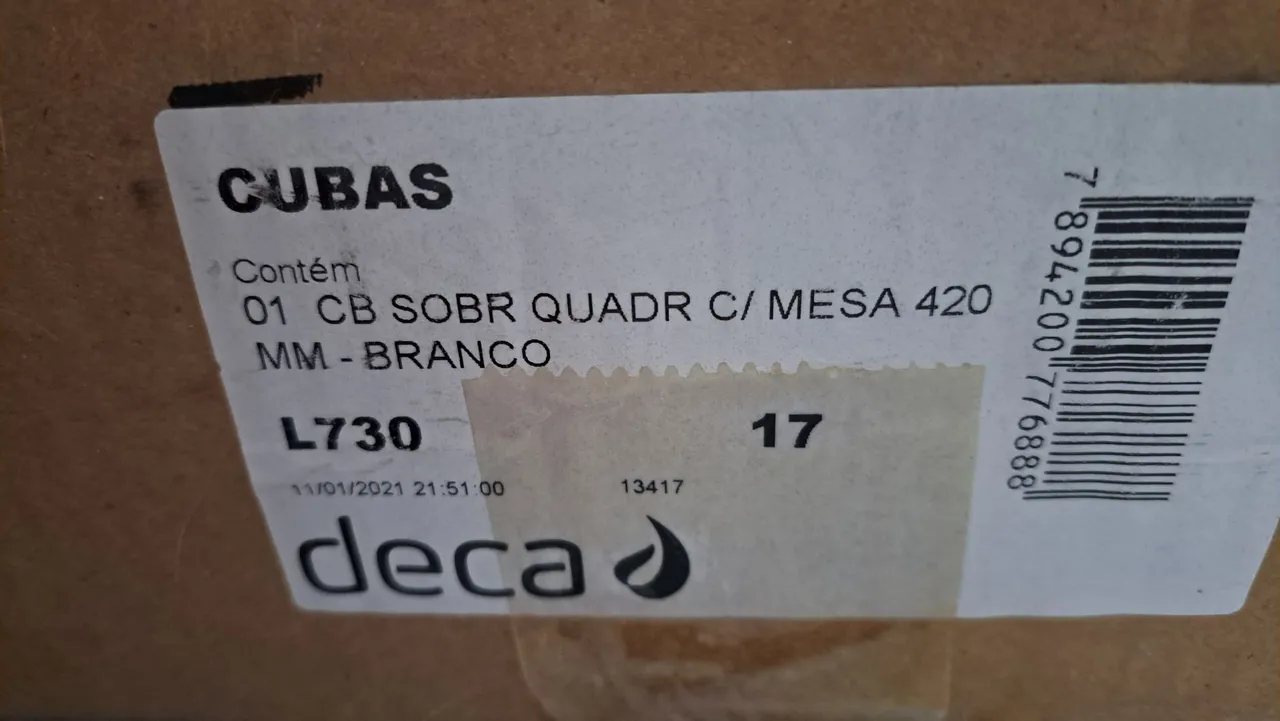 CUBAS
Contém
01 CB SOBR QUADR C/ MESA 420
MM - BRANCO
L730 17
11/01/2021 21:51:00 13417
deca
7 894200 776888